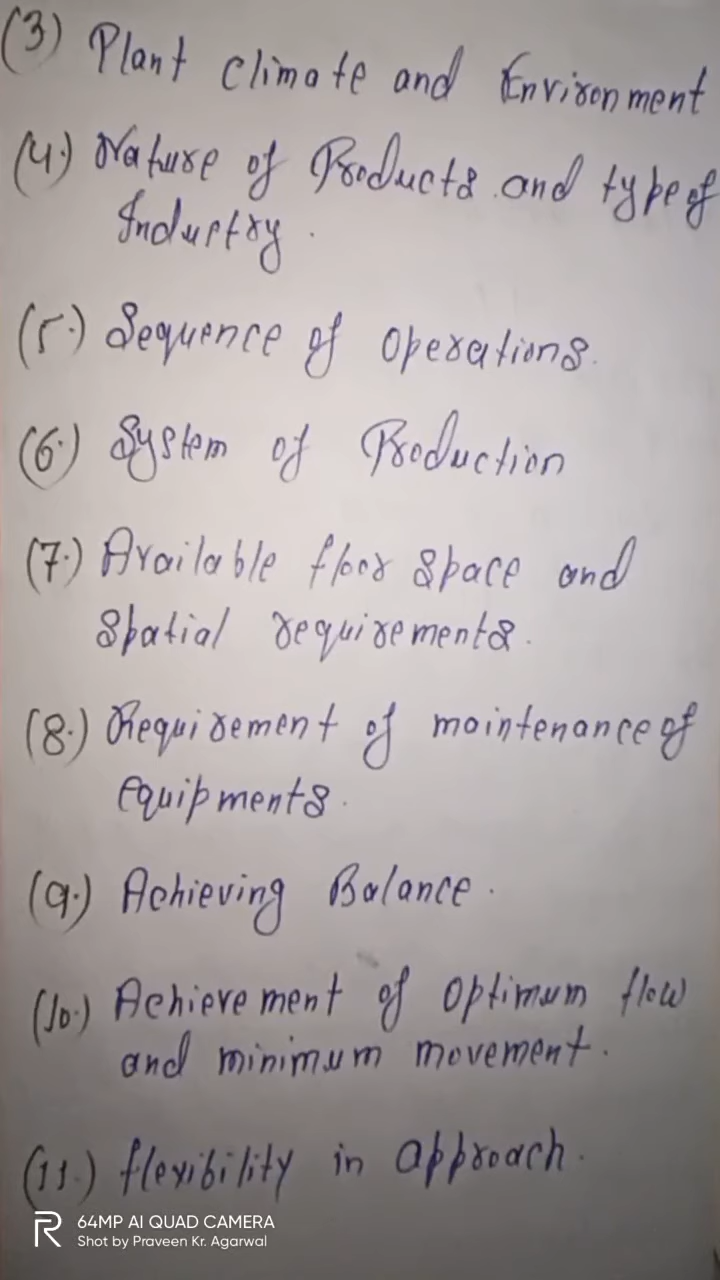 (3) Plant climate and Environment
(4.) Nature of Products and type of
Industry.
(5.) Sequence of Operations.
(6.) System of Production
(7.) Available floor space and
Spatial requirements.
(8.) Requirement of maintenance of
Equipments.
(9.) Achieving Balance.
(10.) Achievement of optimum flow
and minimum movement.
(11.) flexibility in approach.
64MP AI QUAD CAMERA
Shot by Praveen Kr. Agarwal